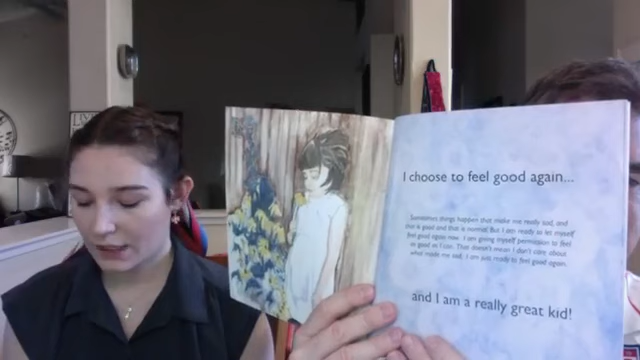 LIV
I choose to feel good again...
Sometimes things happen that make me really sad, and
that is good and that is normal. But I am ready to let myself
feel good again now. I am giving myself permission to feel
as good as I can. That doesn't mean I don't care about
what made me sad. I am just ready to feel good again.
and I am a really great kid!